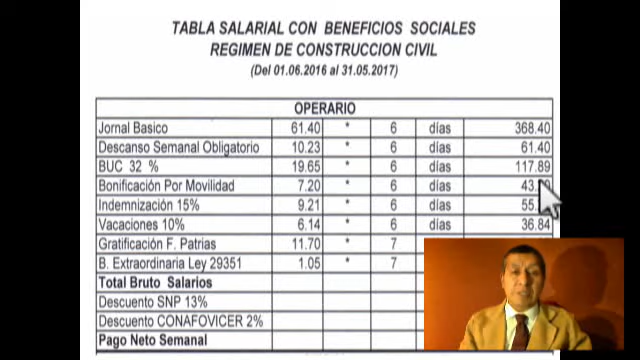 TABLA SALARIAL CON BENEFICIOS SOCIALES
REGIMEN DE CONSTRUCCION CIVIL
(Del 01.06.2016 al 31.05.2017)
OPERARIO
Jornal Basico 61.40 * 6 días 368.40
Descanso Semanal Obligatorio 10.23 * 6 días 61.40
BUC 32 % 19.65 * 6 días 117.89
Bonificación Por Movilidad 7.20 * 6 días
Indemnización 15% 9.21 * 6 días
Vacaciones 10% 6.14 * 6 días 36.84
Gratificación F. Patrias 11.70 * 7
B. Extraordinaria Ley 29351 1.05 * 7
Total Bruto Salarios
Descuento SNP 13%
Descuento CONAFOVICER 2%
Pago Neto Semanal